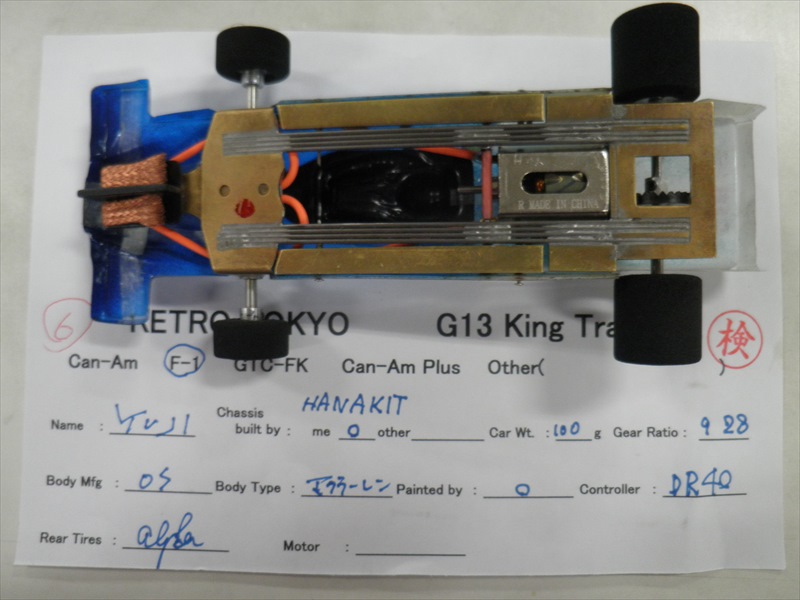 R MADE IN CHINA
6 RETRO TOKYO G13 King Tra 検
Can-Am F-1 GTC-FK Can-Am Plus Other( )
HANAKIT
Name : YUJI Chassis built by : me O other Car Wt. : 100 g Gear Ratio : 9 28
Body Mfg : OS Body Type : マクラーレン Painted by : O Controller : DR40
Rear Tires : alpha Motor :